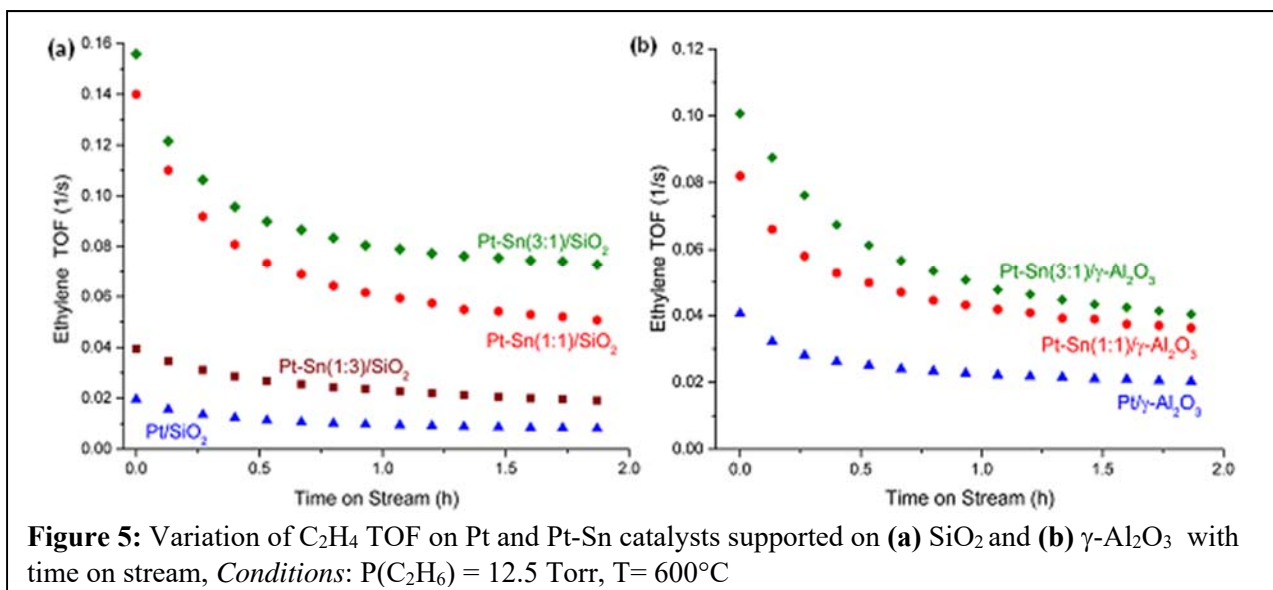 (a)
0.16
0.14
0.12
0.10
0.08
0.06
0.04
0.02
0.00
Ethylene TOF (1/s)
Pt-Sn(3:1)/SiO₂
Pt-Sn(1:1)/SiO₂
Pt-Sn(1:3)/SiO₂
Pt/SiO₂
0.0 0.5 1.0 1.5 2.0
Time on Stream (h)
(b)
0.12
0.10
0.08
0.06
0.04
0.02
0.00
Ethylene TOF (1/s)
Pt-Sn(3:1)/γ-Al₂O₃
Pt-Sn(1:1)/γ-Al₂O₃
Pt/γ-Al₂O₃
0.0 0.5 1.0 1.5 2.0
Time on Stream (h)
Figure 5: Variation of C₂H₄ TOF on Pt and Pt-Sn catalysts supported on (a) SiO₂ and (b) γ-Al₂O₃ with
time on stream, Conditions: P(C₂H₆) = 12.5 Torr, T= 600°C